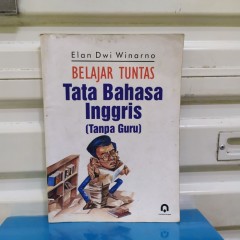 Elan Dwi Winarno
BELAJAR TUNTAS
Tata Bahasa
Inggris
(Tanpa Guru)